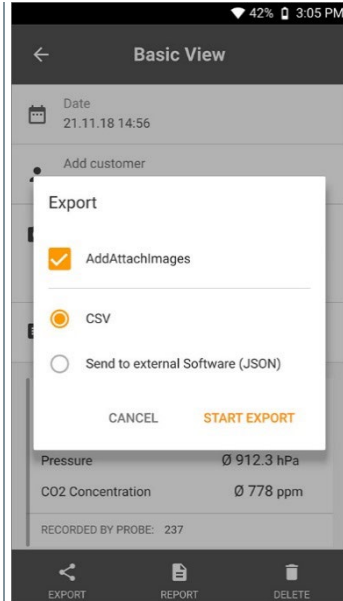 42% 3:05 PM
Basic View
Date
21.11.18 14:56
Add customer
Export
AddAttachImages
CSV
Send to external Software (JSON)
CANCEL START EXPORT
Pressure Ø 912.3 hPa
CO2 Concentration Ø 778 ppm
RECORDED BY PROBE: 237
EXPORT REPORT DELETE